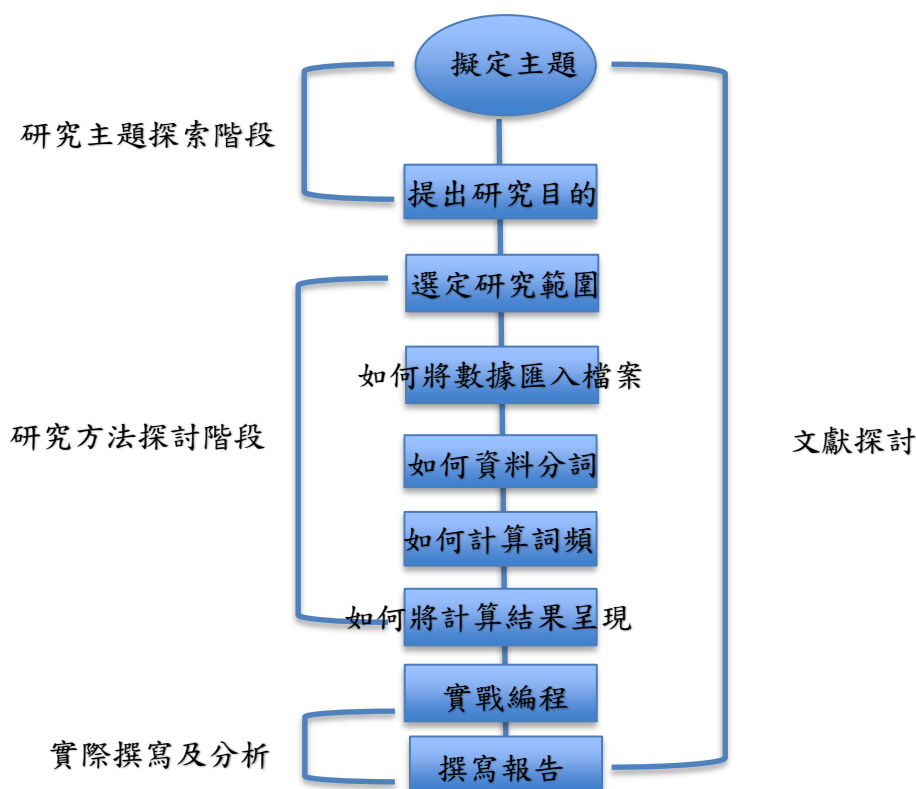 擬定主題
研究主題探索階段
提出研究目的
選定研究範圍
如何將數據匯入檔案
研究方法探討階段
文獻探討
如何資料分詞
如何計算詞頻
如何將計算結果呈現
實戰編程
實際撰寫及分析
撰寫報告